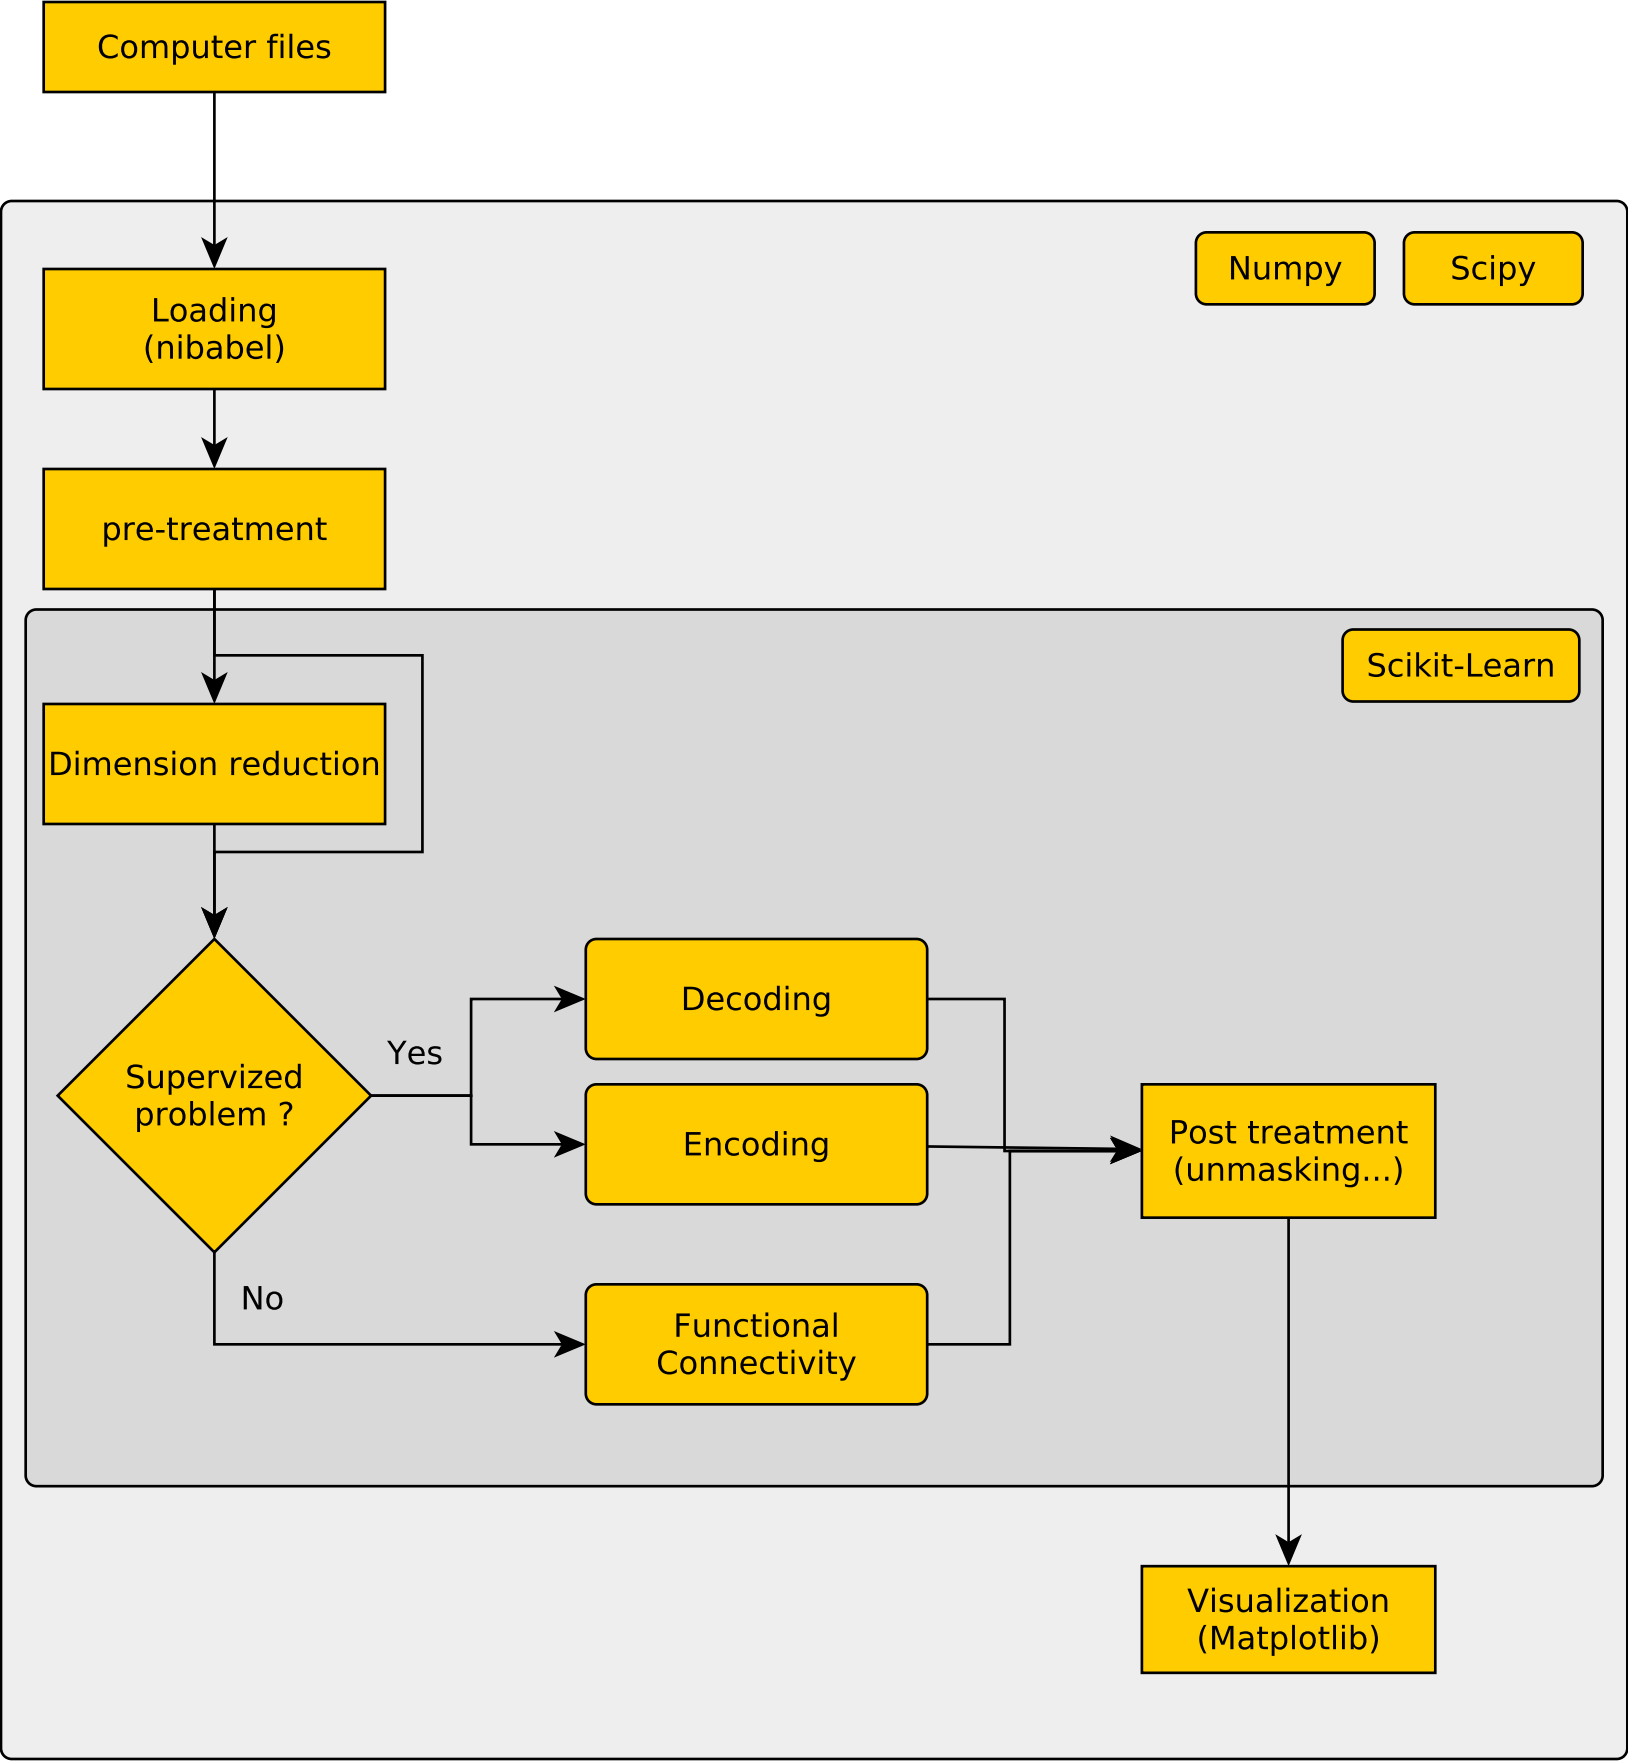 Computer files
Numpy
Scipy
Loading
(nibabel)
pre-treatment
Scikit-Learn
Dimension reduction
Supervized
problem ?
Yes
No
Decoding
Encoding
Functional
Connectivity
Post treatment
(unmasking...)
Visualization
(Matplotlib)